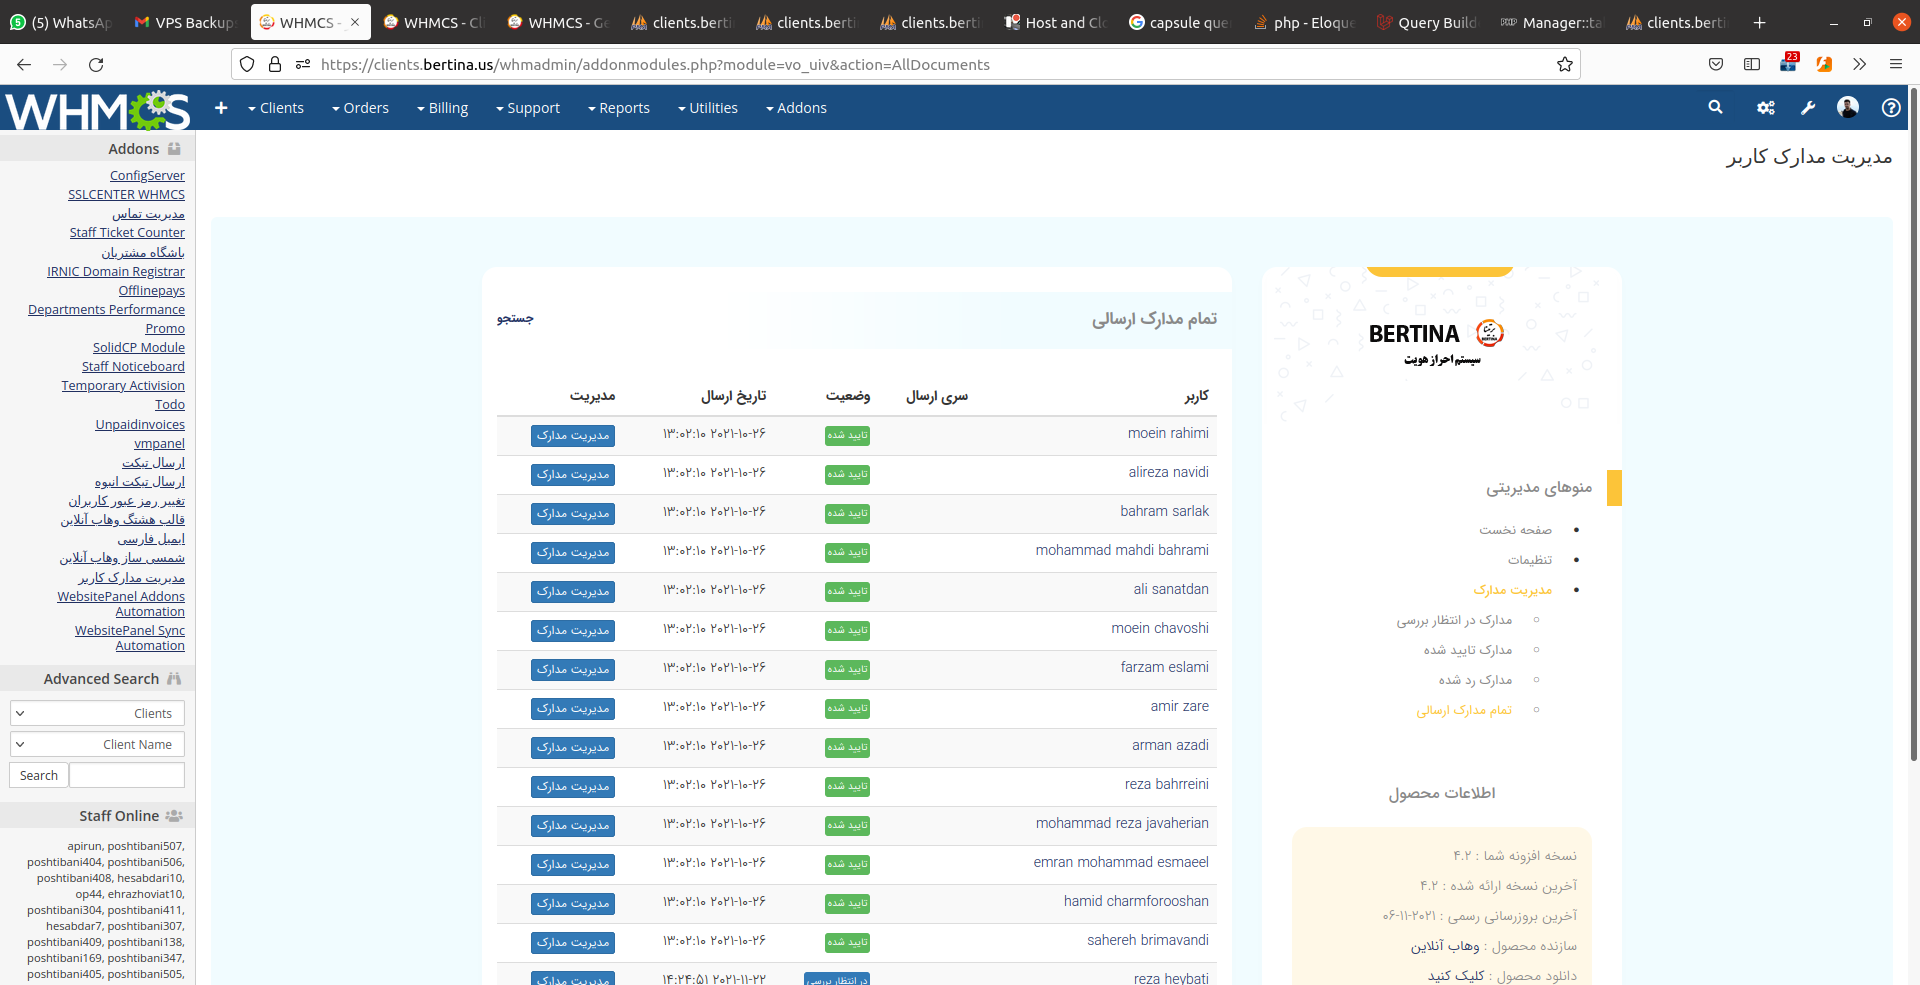 (5) WhatsAp
VPS Backup
WHMCS -
WHMCS - Cl
WHMCS - Ge
clients.berti
clients.berti
clients.berti
Host and Clo
capsule que
php - Eloque
Query Build
Manager::ta
clients.berti
https://clients.bertina.us/whmadmin/addonmodules.php?module=vo_uiv&action=AllDocuments
23
WHMCS
Clients
Orders
Billing
Support
Reports
Utilities
Addons
مدیریت مدارک کاربر
Addons
ConfigServer
SSLCENTER WHMCS
مدیریت تماس
Staff Ticket Counter
باشگاه مشتریان
IRNIC Domain Registrar
Offlinepays
Departments Performance
Promo
SolidCP Module
Staff Noticeboard
Temporary Activision
Todo
Unpaidinvoices
vmpanel
ارسال تیکت
ارسال تیکت انبوه
تغییر رمز عبور کاربران
قالب هشتگ وهاب آنلاین
ایمیل فارسی
شمسی ساز وهاب آنلاین
مدیریت مدارک کاربر
WebsitePanel Addons
Automation
WebsitePanel Sync
Automation
Advanced Search
Clients
Client Name
Search
Staff Online
apirun, poshtibani507,
poshtibani404, poshtibani506,
poshtibani408, hesabdari10,
op44, ehrazhoviat10,
poshtibani304, poshtibani411,
hesabdar7, poshtibani307,
poshtibani409, poshtibani138,
poshtibani169, poshtibani347,
poshtibani405, poshtibani505,
تمام مدارک ارسالی
جستجو
کاربر سری ارسال وضعیت تاریخ ارسال مدیریت
moein rahimi تایید شده ۲۰۲۱-۱۰-۲۶ ۱۳:۰۲:۱۰ مدیریت مدارک
alireza navidi تایید شده ۲۰۲۱-۱۰-۲۶ ۱۳:۰۲:۱۰ مدیریت مدارک
bahram sarlak تایید شده ۲۰۲۱-۱۰-۲۶ ۱۳:۰۲:۱۰ مدیریت مدارک
mohammad mahdi bahrami تایید شده ۲۰۲۱-۱۰-۲۶ ۱۳:۰۲:۱۰ مدیریت مدارک
ali sanatdan تایید شده ۲۰۲۱-۱۰-۲۶ ۱۳:۰۲:۱۰ مدیریت مدارک
moein chavoshi تایید شده ۲۰۲۱-۱۰-۲۶ ۱۳:۰۲:۱۰ مدیریت مدارک
farzam eslami تایید شده ۲۰۲۱-۱۰-۲۶ ۱۳:۰۲:۱۰ مدیریت مدارک
amir zare تایید شده ۲۰۲۱-۱۰-۲۶ ۱۳:۰۲:۱۰ مدیریت مدارک
arman azadi تایید شده ۲۰۲۱-۱۰-۲۶ ۱۳:۰۲:۱۰ مدیریت مدارک
reza bahrreini تایید شده ۲۰۲۱-۱۰-۲۶ ۱۳:۰۲:۱۰ مدیریت مدارک
mohammad reza javaherian تایید شده ۲۰۲۱-۱۰-۲۶ ۱۳:۰۲:۱۰ مدیریت مدارک
emran mohammad esmaeel تایید شده ۲۰۲۱-۱۰-۲۶ ۱۳:۰۲:۱۰ مدیریت مدارک
hamid charmforooshan تایید شده ۲۰۲۱-۱۰-۲۶ ۱۳:۰۲:۱۰ مدیریت مدارک
sahereh brimavandi تایید شده ۲۰۲۱-۱۰-۲۶ ۱۳:۰۲:۱۰ مدیریت مدارک
reza heybati در انتظار بررسی ۲۰۲۱-۱۱-۲۲ ۱۴:۲۴:۵۱ مدیریت مدارک
BERTINA
سیستم احراز هویت
منوهای مدیریتی
صفحه نخست
تنظیمات
مدیریت مدارک
مدارک در انتظار بررسی
مدارک تایید شده
مدارک رد شده
تمام مدارک ارسالی
اطلاعات محصول
نسخه افزونه شما : ۴.۲
آخرین نسخه ارائه شده : ۴.۲
آخرین بروزرسانی رسمی : ۲۰۲۱-۱۱-۰۶
سازنده محصول : وهاب آنلاین
دانلود محصول : کلیک کنید